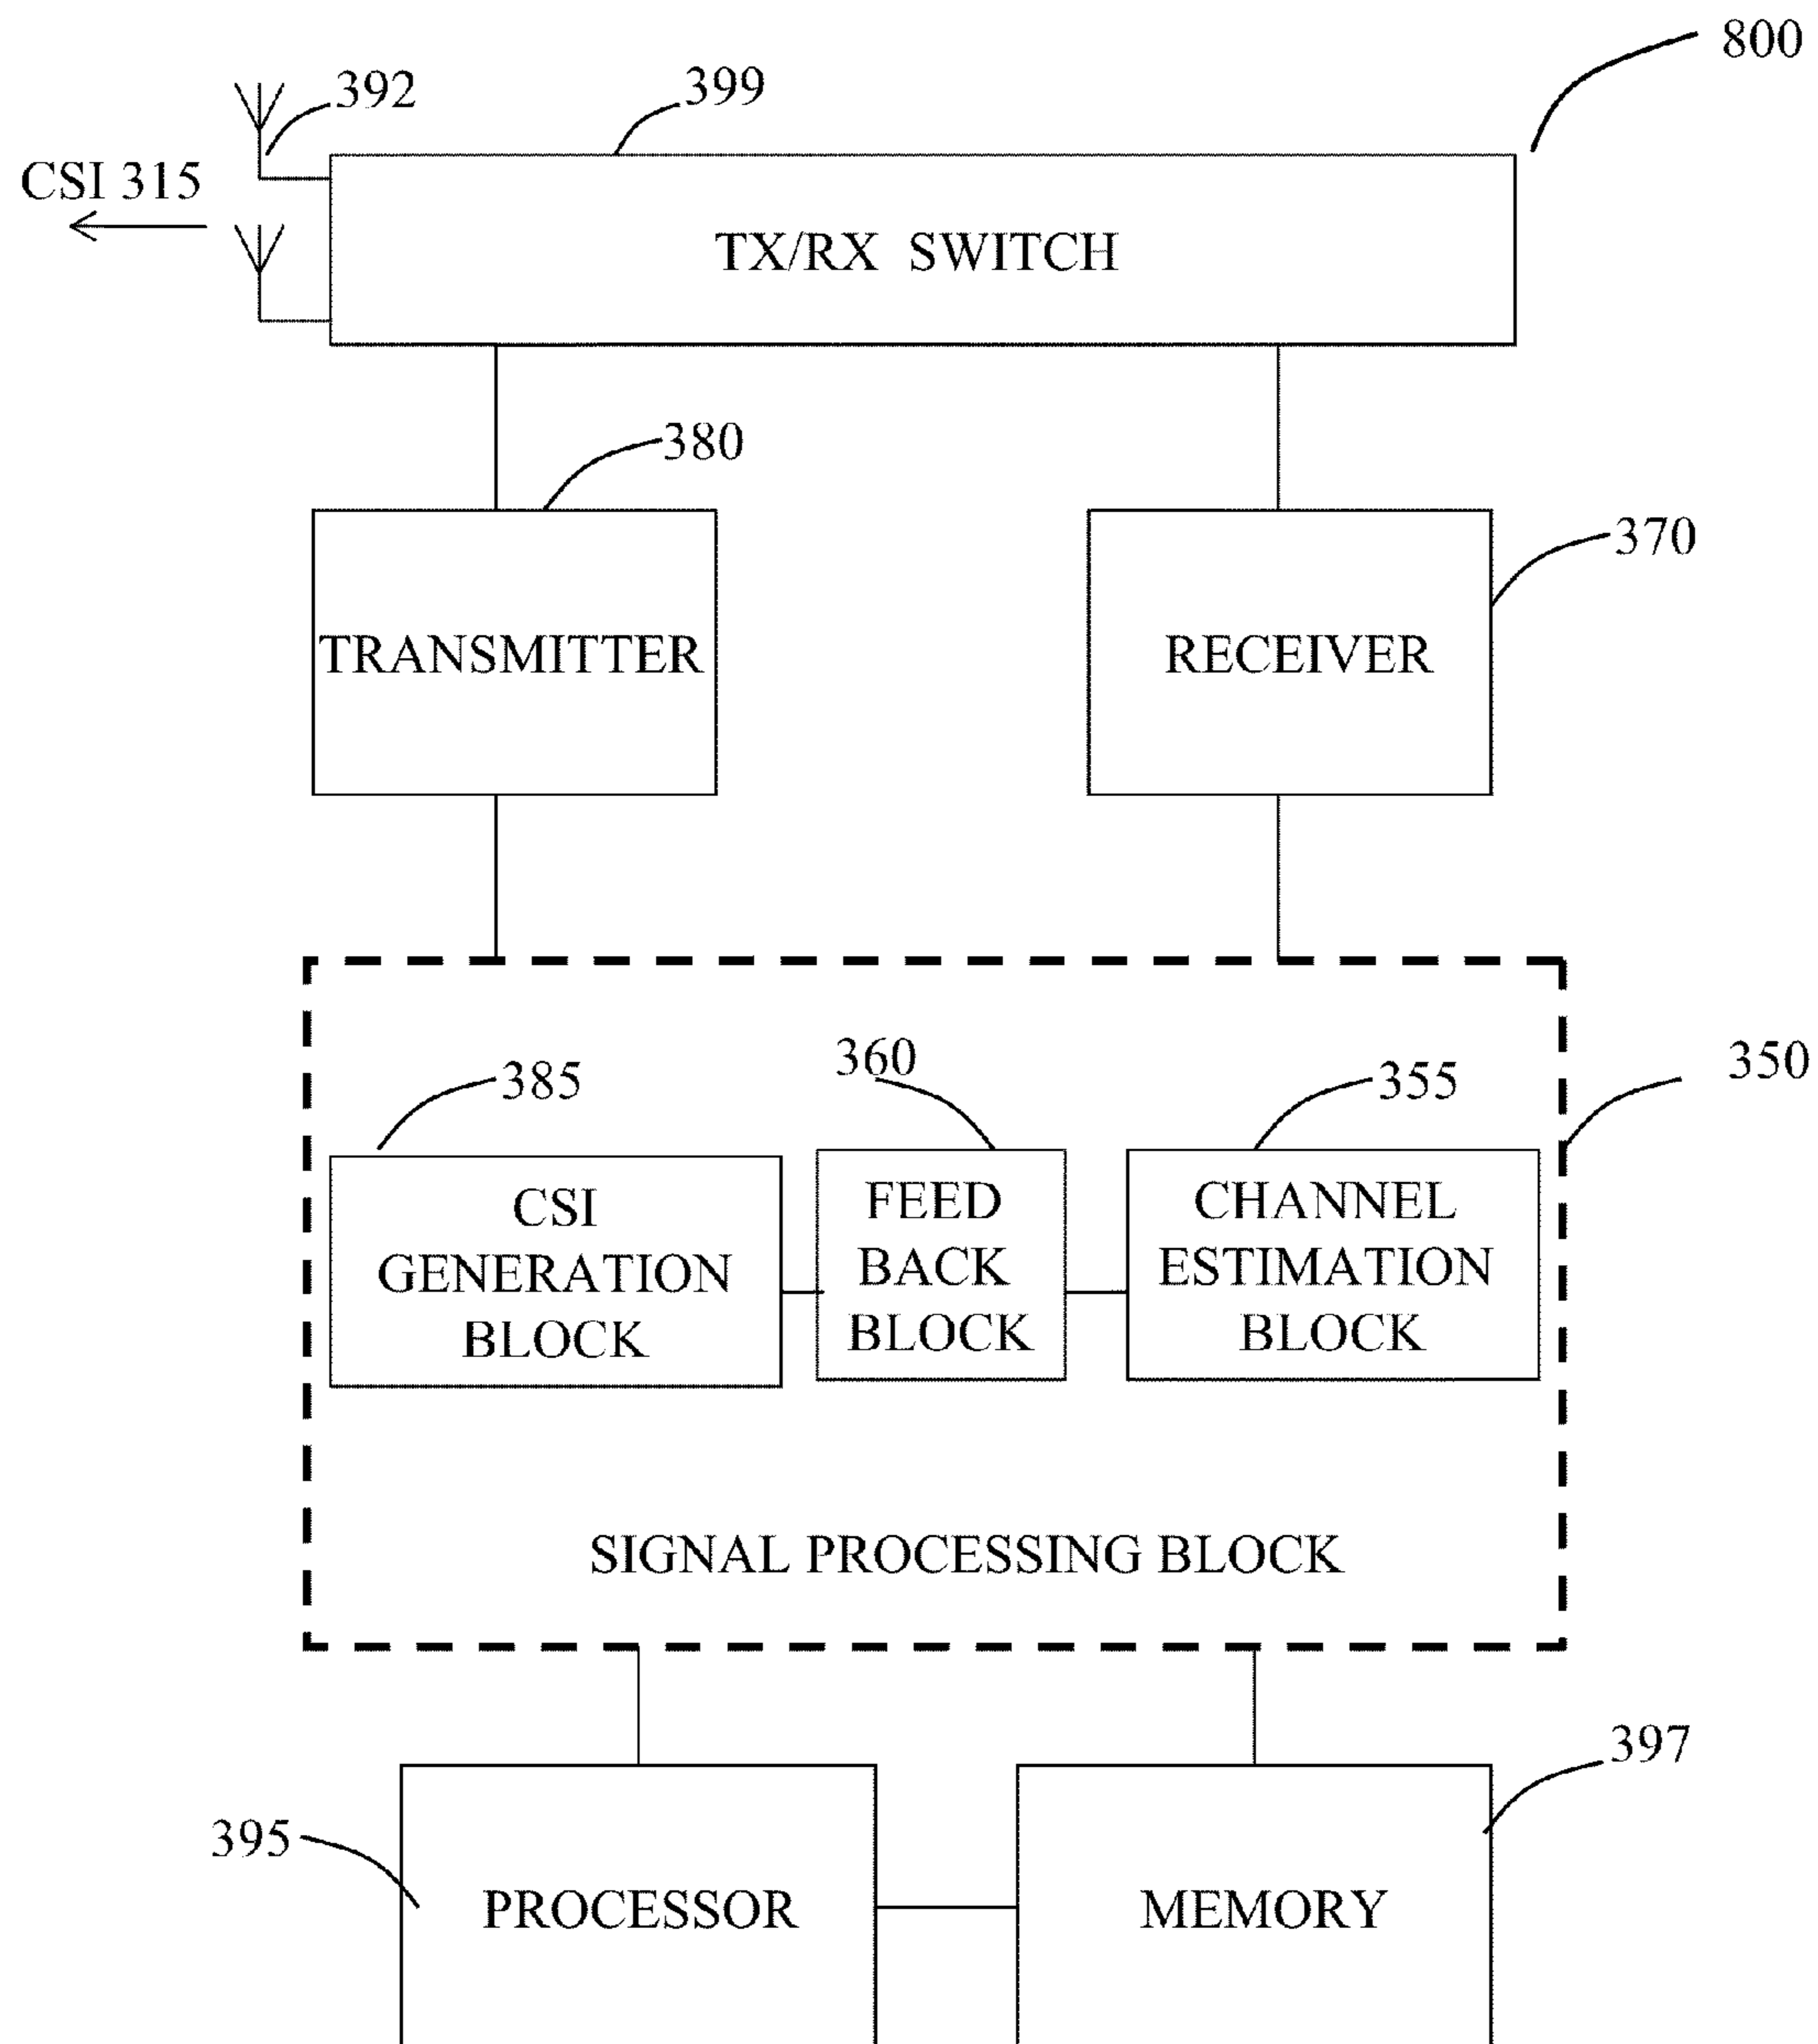 800
392
399
CSI 315
TX/RX SWITCH
380
370
TRANSMITTER
RECEIVER
385
360
355
350
CSI
GENERATION
BLOCK
FEED
BACK
BLOCK
CHANNEL
ESTIMATION
BLOCK
SIGNAL PROCESSING BLOCK
397
395
PROCESSOR
MEMORY